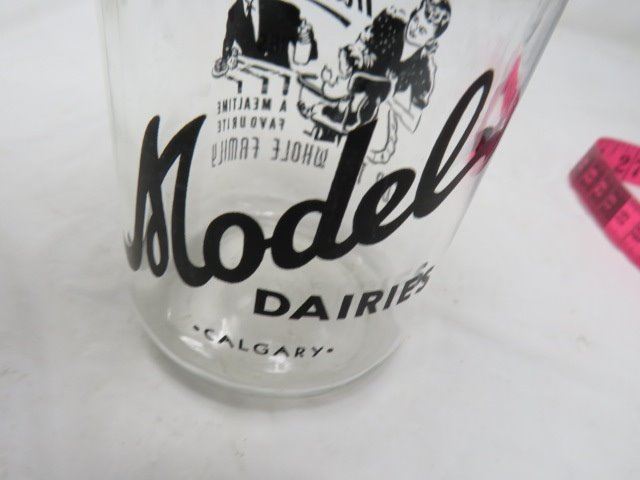 A MEALTIME
FAVOURITE
WHOLE FAMILY
Model
DAIRIES
•CALGARY•